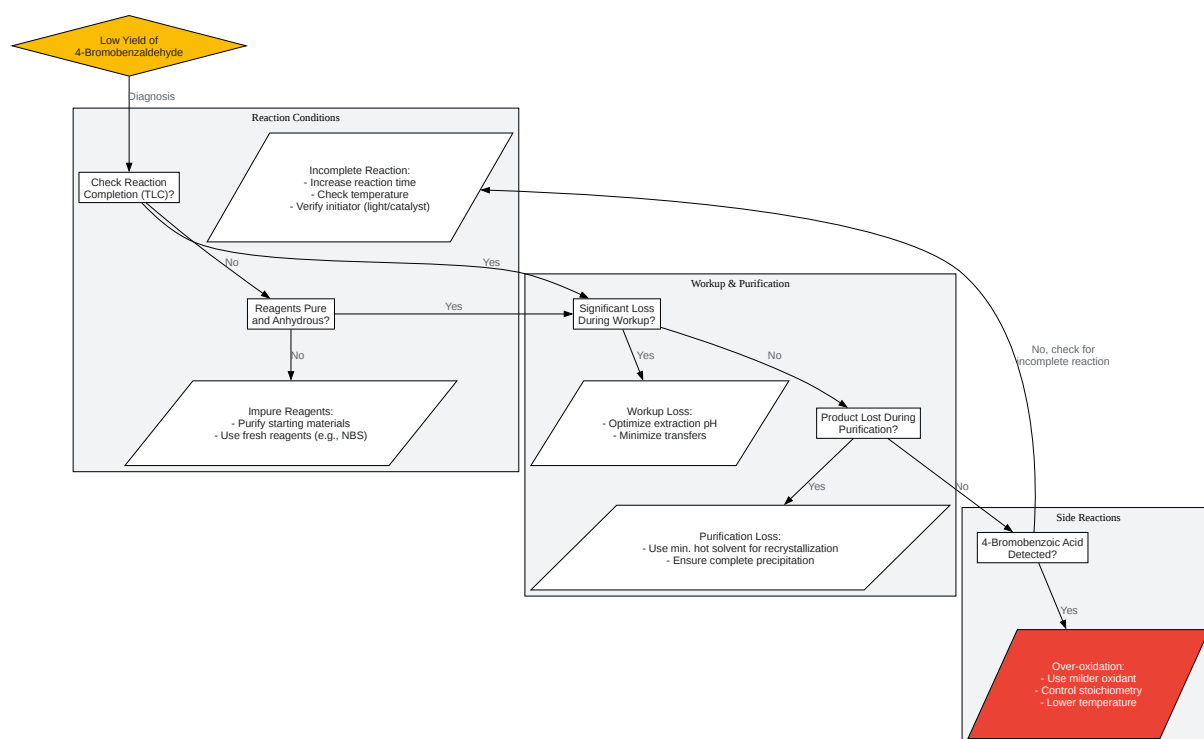 Low Yield of
4-Bromobenzaldehyde
Diagnosis
Reaction Conditions
Incomplete Reaction:
- Increase reaction time
- Check temperature
- Verify initiator (light/catalyst)
Check Reaction
Completion (TLC)?
No
Yes
Workup & Purification
Reagents Pure
and Anhydrous?
Yes
Significant Loss
During Workup?
No
Yes
No
No, check for
incomplete reaction
Impure Reagents:
- Purify starting materials
- Use fresh reagents (e.g., NBS)
Workup Loss:
- Optimize extraction pH
- Minimize transfers
Product Lost During
Purification?
Yes
No
Purification Loss:
- Use min. hot solvent for recrystallization
- Ensure complete precipitation
Side Reactions
4-Bromobenzoic Acid
Detected?
Yes
Over-oxidation:
- Use milder oxidant
- Control stoichiometry
- Lower temperature